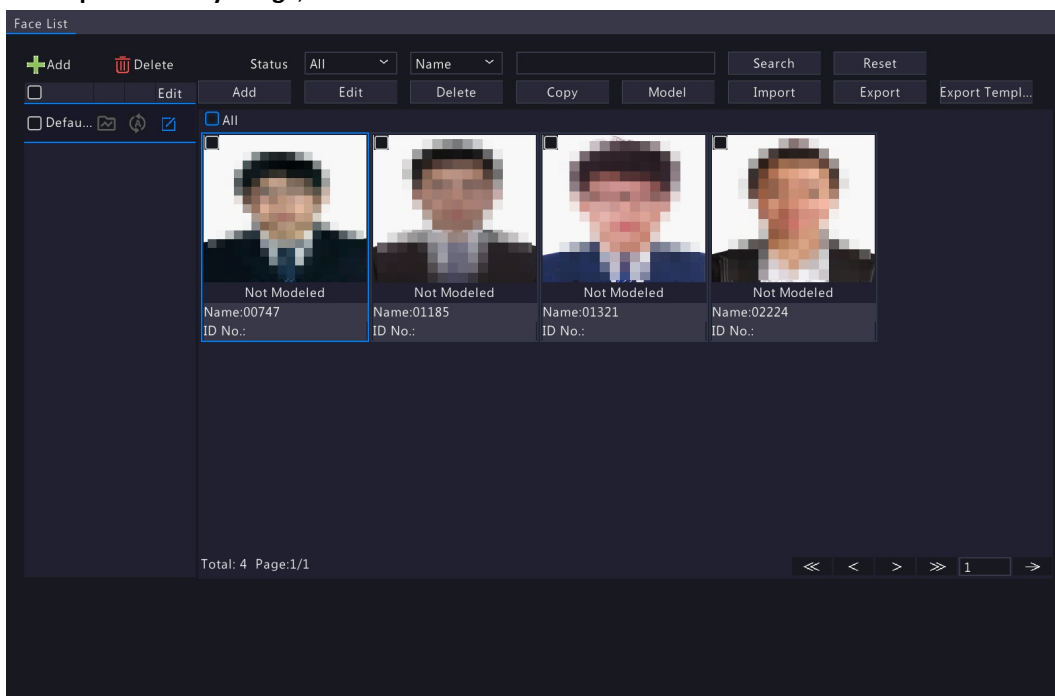 Face List
Add Delete Status All Name Search Reset
Edit Add Edit Delete Copy Model Import Export Export Templ...
Defau... All
Not Modeled Not Modeled Not Modeled Not Modeled
Name:00747 Name:01185 Name:01321 Name:02224
ID No.: ID No.: ID No.: ID No.:
Total: 4 Page:1/1 1